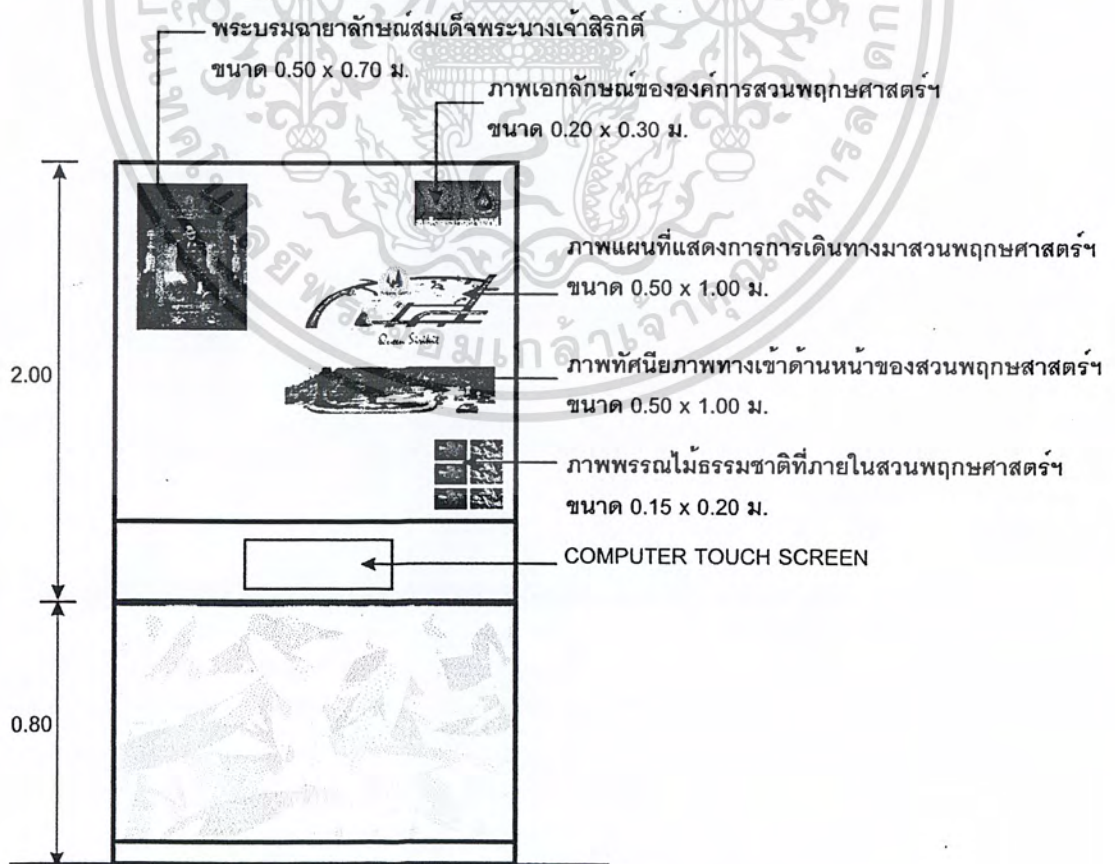 พระบรมฉายาลักษณ์สมเด็จพระนางเจ้าสิริกิติ์
ขนาด 0.50 x 0.70 ม.
ภาพเอกลักษณ์ขององค์การสวนพฤกษศาสตร์ฯ
ขนาด 0.20 x 0.30 ม.
ภาพแผนที่แสดงการการเดินทางมาสวนพฤกษศาสตร์ฯ
ขนาด 0.50 x 1.00 ม.
Queen Sirikit
2.00
ภาพทัศนียภาพทางเข้าด้านหน้าของสวนพฤกษสาสตร์ฯ
ขนาด 0.50 x 1.00 ม.
ภาพพรรณไม้ธรรมชาติที่ภายในสวนพฤกษศาสตร์ฯ
ขนาด 0.15 x 0.20 ม.
COMPUTER TOUCH SCREEN
0.80